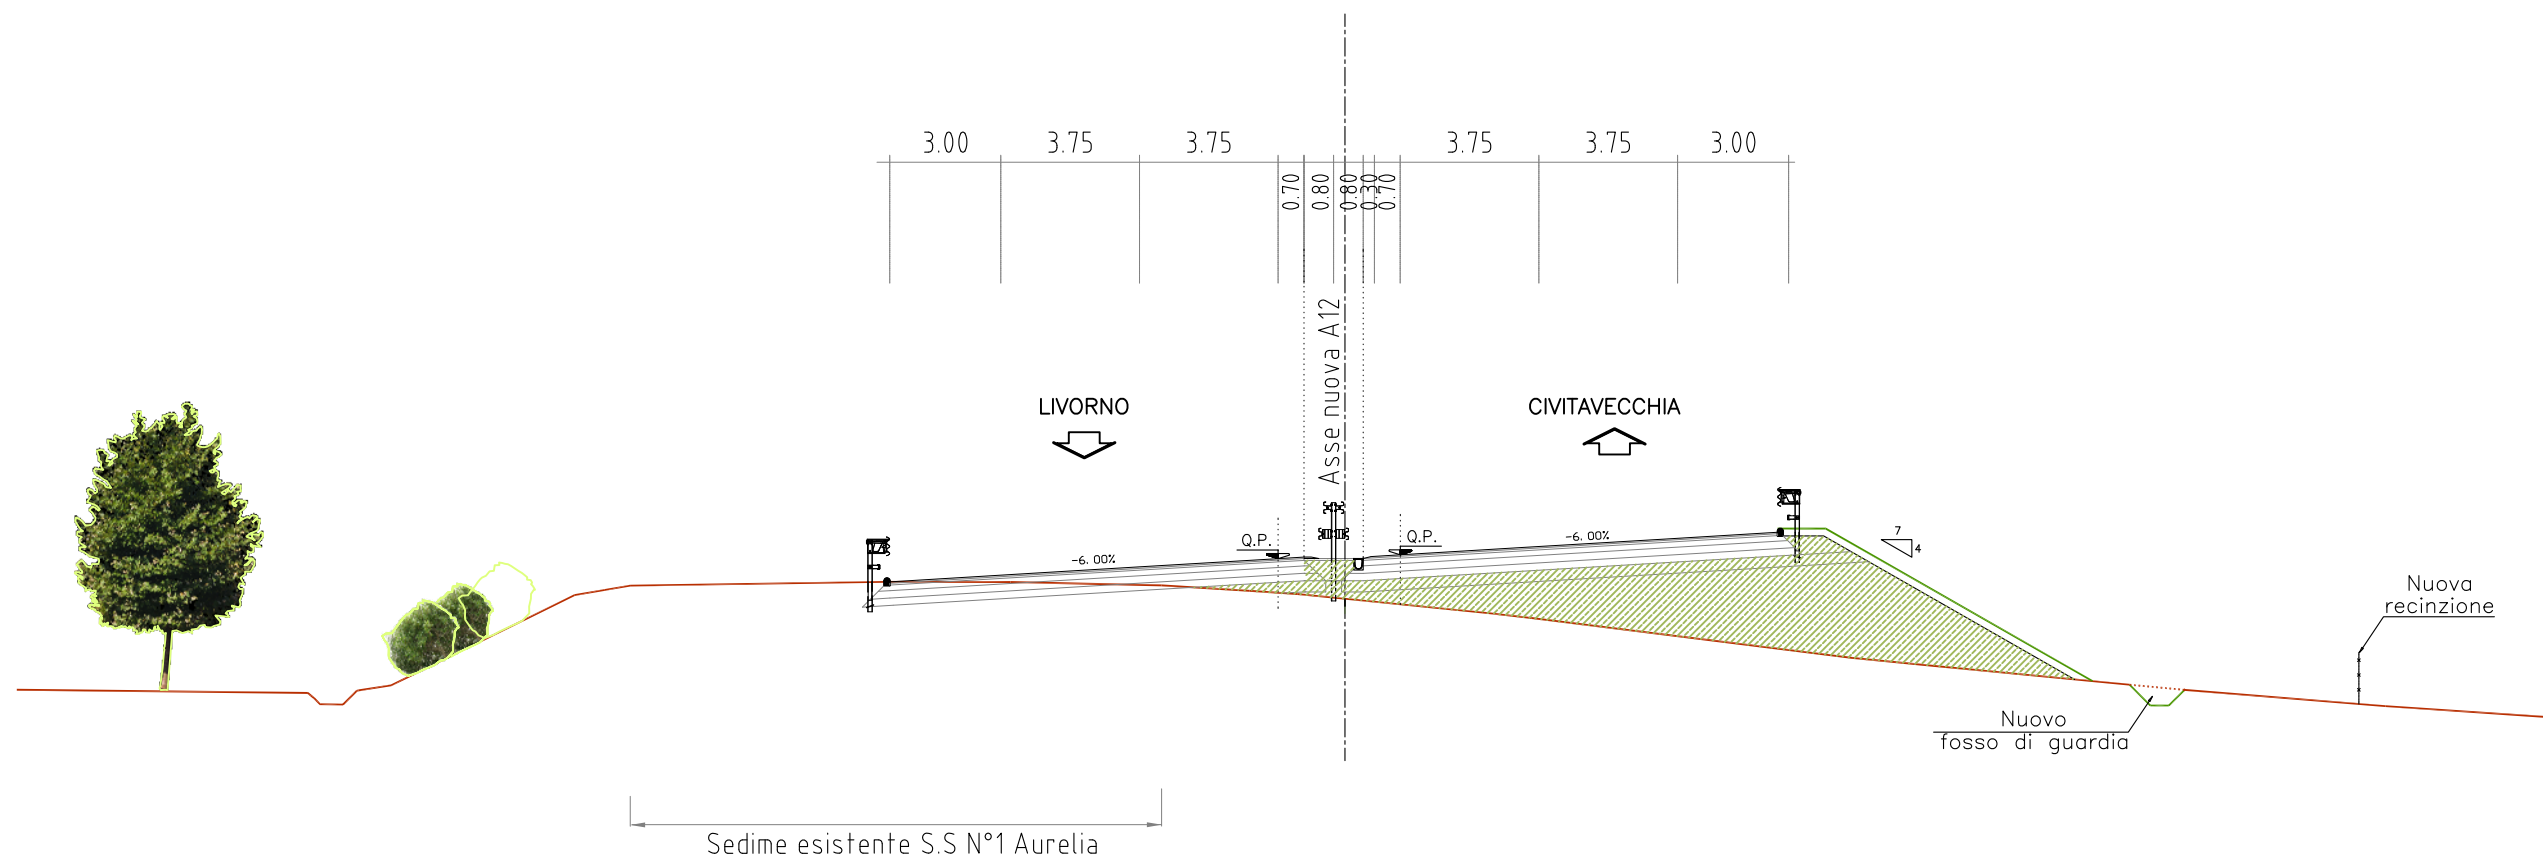 3.00 3.75 3.75 3.75 3.75 3.00
0.70 0.80 0.80 0.30 0.70
Asse nuova A12
LIVORNO CIVITAVECCHIA
Q.P. Q.P.
-6.00% -6.00%
7
4
Nuova
recinzione
Nuovo
fosso di guardia
Sedime esistente S.S N°1 Aurelia